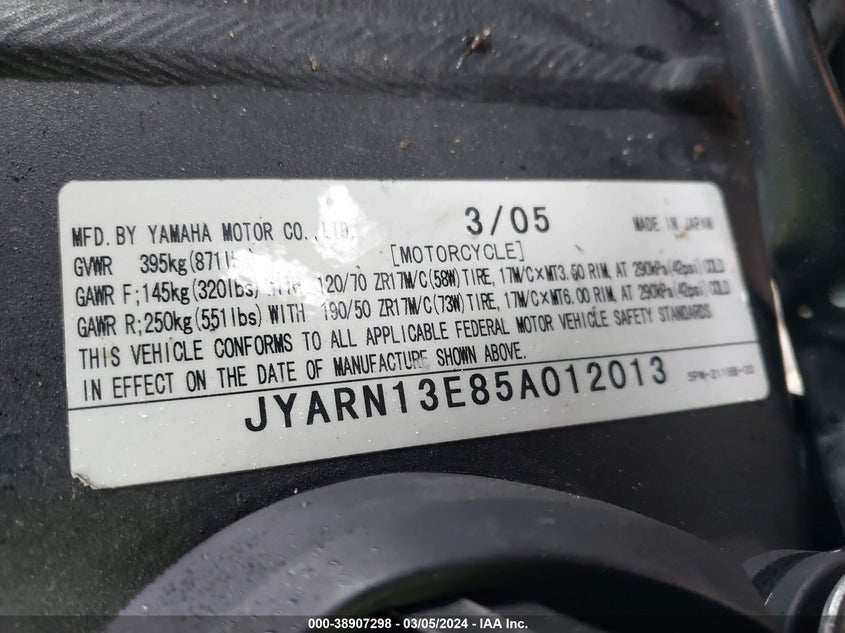 MFD. BY YAMAHA MOTOR CO., LTD. 3/05 MADE IN JAPAN
GVWR 395kg (871 [MOTORCYCLE]
GAWR F; 145kg (320lbs) WITH 120/70 ZR17M/C(58W) TIRE, 17M/C×MT3.50 RIM, AT 290kPa(42psi) COLD
GAWR R; 250kg (551lbs) WITH 190/50 ZR17M/C(73W) TIRE, 17M/C×MT6.00 RIM, AT 290kPa(42psi) COLD
THIS VEHICLE CONFORMS TO ALL APPLICABLE FEDERAL MOTOR VEHICLE SAFETY STANDARDS
IN EFFECT ON THE DATE OF MANUFACTURE SHOWN ABOVE.
JYARN13E85A012013 5PW-2118B-00
000-38907298 - 03/05/2024 - IAA Inc.